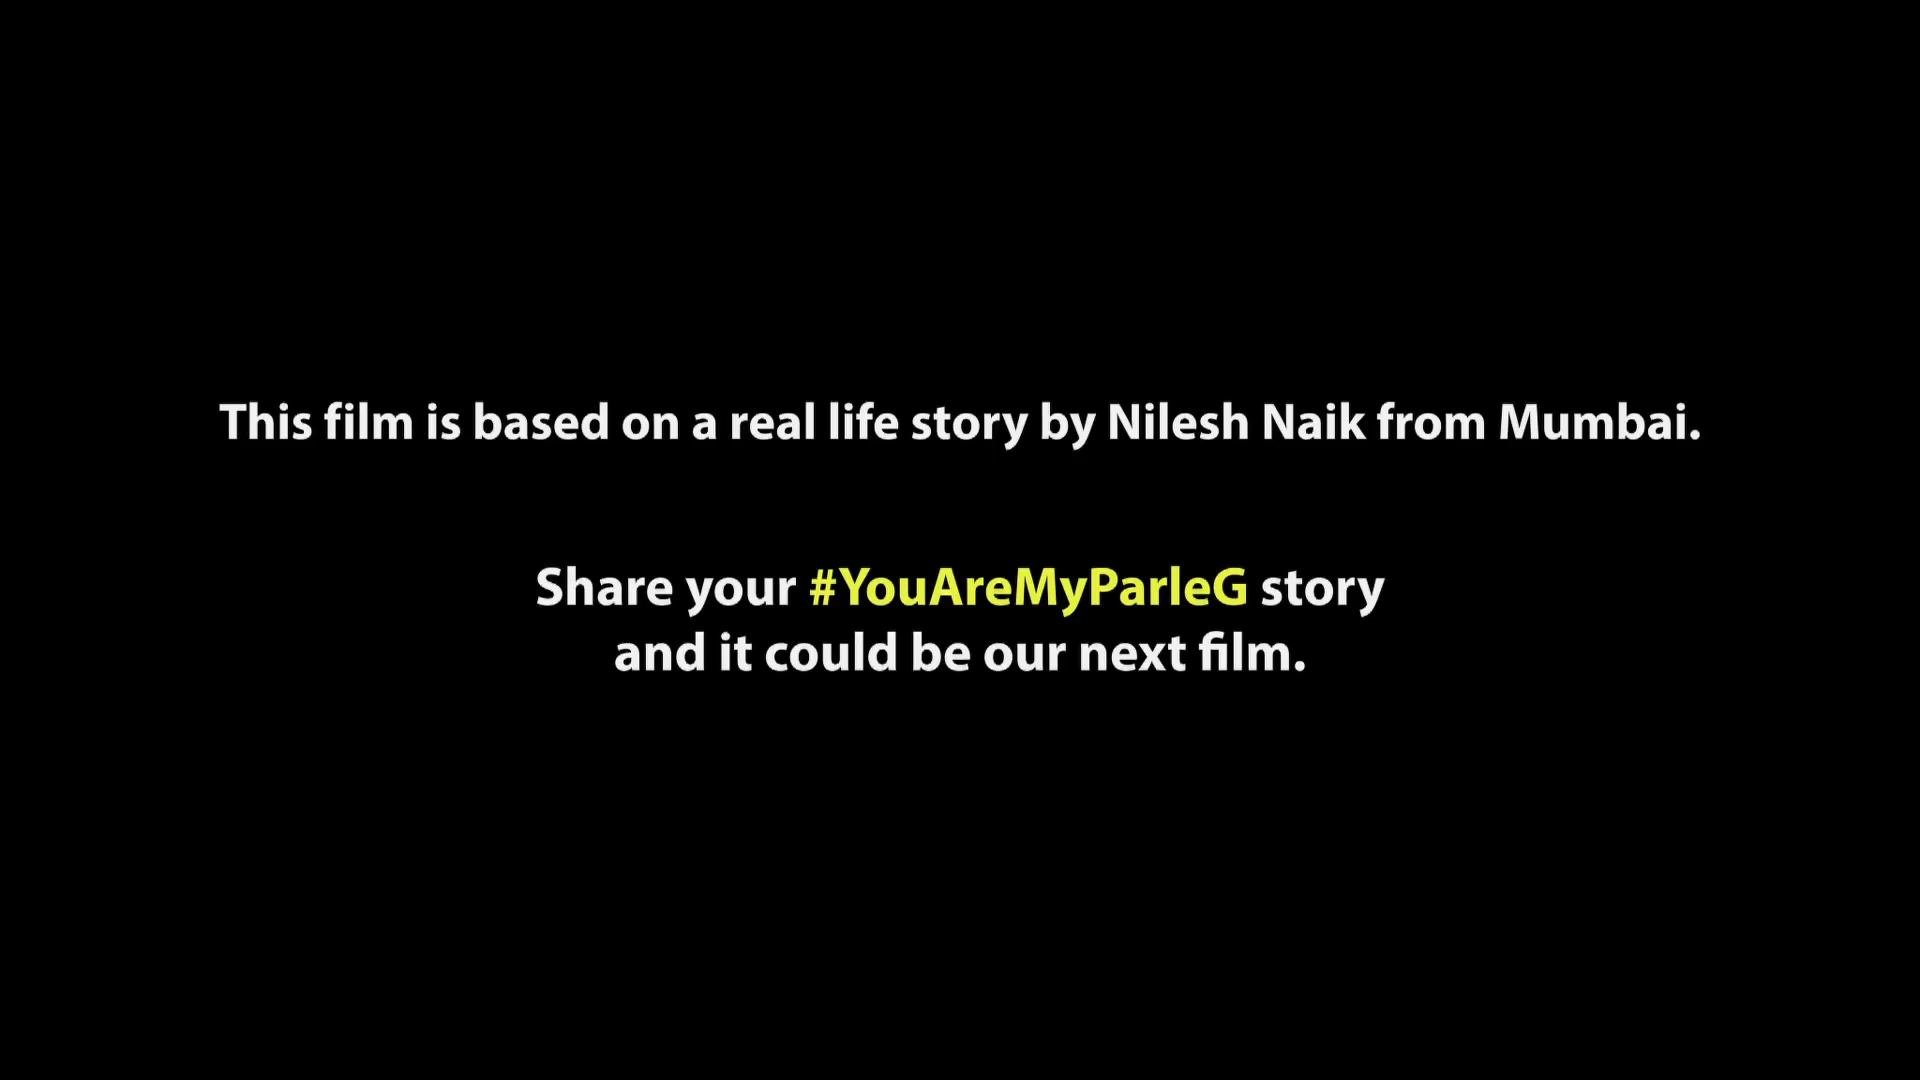 This film is based on a real life story by Nilesh Naik from Mumbai.
Share your #YouAreMyParleG story
and it could be our next film.